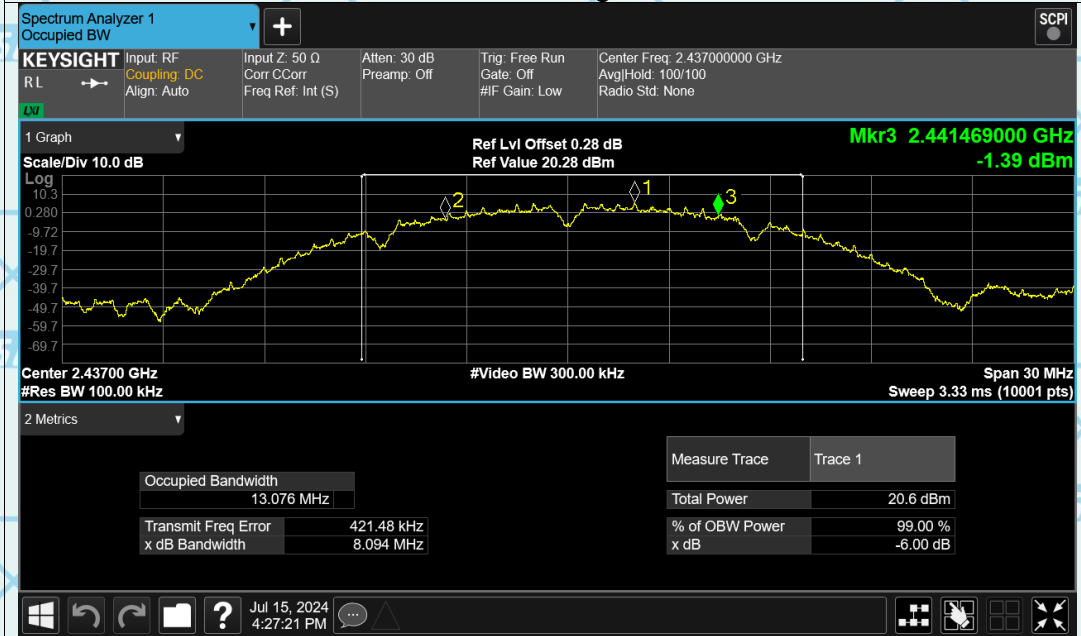 Spectrum Analyzer 1
Occupied BW
+
SCPI
KEYSIGHT
R L
LXI
Input: RF
Coupling: DC
Align: Auto
Input Z: 50 Ω
Corr CCorr
Freq Ref: Int (S)
Atten: 30 dB
Preamp: Off
Trig: Free Run
Gate: Off
#IF Gain: Low
Center Freq: 2.437000000 GHz
Avg|Hold: 100/100
Radio Std: None
1 Graph
Scale/Div 10.0 dB
Ref Lvl Offset 0.28 dB
Ref Value 20.28 dBm
Mkr3 2.441469000 GHz
-1.39 dBm
Log
10.3
0.280
-9.72
-19.7
-29.7
-39.7
-49.7
-59.7
-69.7
2
1
3
Center 2.43700 GHz
#Video BW 300.00 kHz
Span 30 MHz
#Res BW 100.00 kHz
Sweep 3.33 ms (10001 pts)
2 Metrics
Occupied Bandwidth
13.076 MHz
Transmit Freq Error 421.48 kHz
x dB Bandwidth 8.094 MHz
Measure Trace Trace 1
Total Power 20.6 dBm
% of OBW Power 99.00 %
x dB -6.00 dB
?
Jul 15, 2024
4:27:21 PM